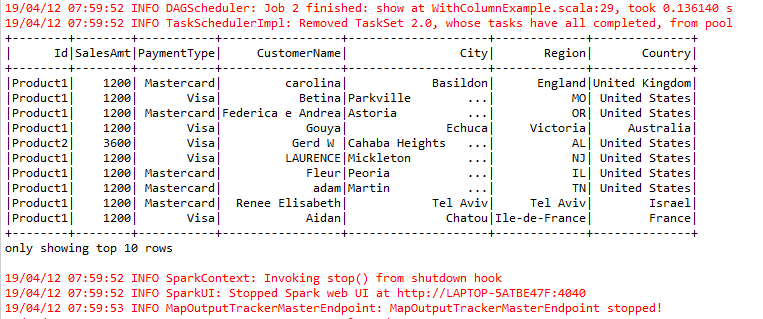 19/04/12 07:59:52 INFO DAGScheduler: Job 2 finished: show at WithColumnExample.scala:29, took 0.136140 s
19/04/12 07:59:52 INFO TaskSchedulerImpl: Removed TaskSet 2.0, whose tasks have all completed, from pool
+--------+--------+-----------+------------------+--------------------+-------------+--------------+
|      Id|SalesAmt|PaymentType|      CustomerName|                City|       Region|       Country|
+--------+--------+-----------+------------------+--------------------+-------------+--------------+
|Product1|    1200| Mastercard|          carolina|            Basildon|      England|United Kingdom|
|Product1|    1200|       Visa|            Betina|Parkville        ...|           MO| United States|
|Product1|    1200| Mastercard|Federica e Andrea|Astoria          ...|           OR| United States|
|Product1|    1200|       Visa|             Gouya|              Echuca|     Victoria|     Australia|
|Product2|    3600|       Visa|            Gerd W|Cahaba Heights   ...|           AL| United States|
|Product1|    1200|       Visa|          LAURENCE|Mickleton        ...|           NJ| United States|
|Product1|    1200| Mastercard|             Fleur|Peoria           ...|           IL| United States|
|Product1|    1200| Mastercard|              adam|Martin           ...|           TN| United States|
|Product1|    1200| Mastercard|   Renee Elisabeth|            Tel Aviv|     Tel Aviv|        Israel|
|Product1|    1200|       Visa|             Aidan|              Chatou|Ile-de-France|        France|
+--------+--------+-----------+------------------+--------------------+-------------+--------------+
only showing top 10 rows
19/04/12 07:59:52 INFO SparkContext: Invoking stop() from shutdown hook
19/04/12 07:59:52 INFO SparkUI: Stopped Spark web UI at http://LAPTOP-5ATBE47F:4040
19/04/12 07:59:53 INFO MapOutputTrackerMasterEndpoint: MapOutputTrackerMasterEndpoint stopped!